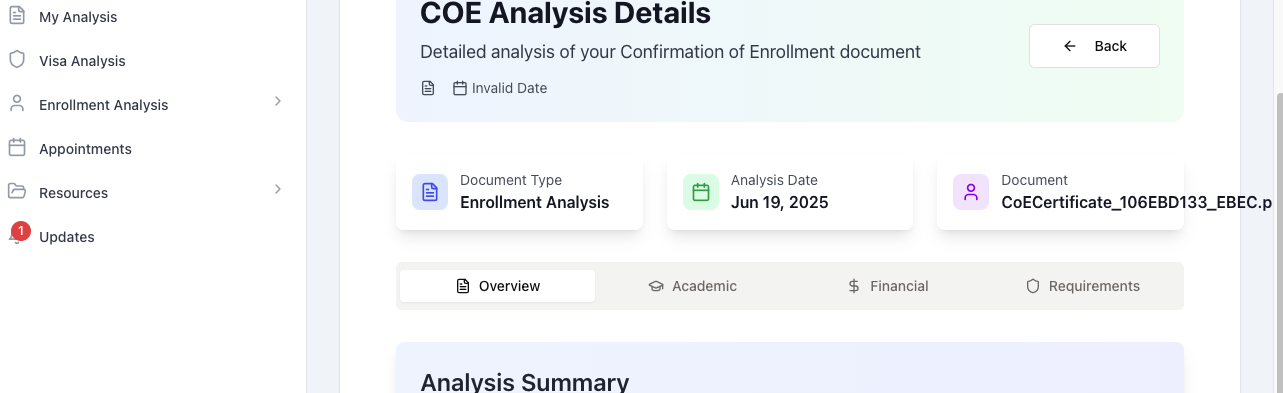 My Analysis
Visa Analysis
Enrollment Analysis
Appointments
Resources
1
Updates
COE Analysis Details
Detailed analysis of your Confirmation of Enrollment document
Invalid Date
Back
Document Type
Enrollment Analysis
Analysis Date
Jun 19, 2025
Document
CoECertificate_106EBD133_EBEC.p
Overview
Academic
Financial
Requirements
Analysis Summary